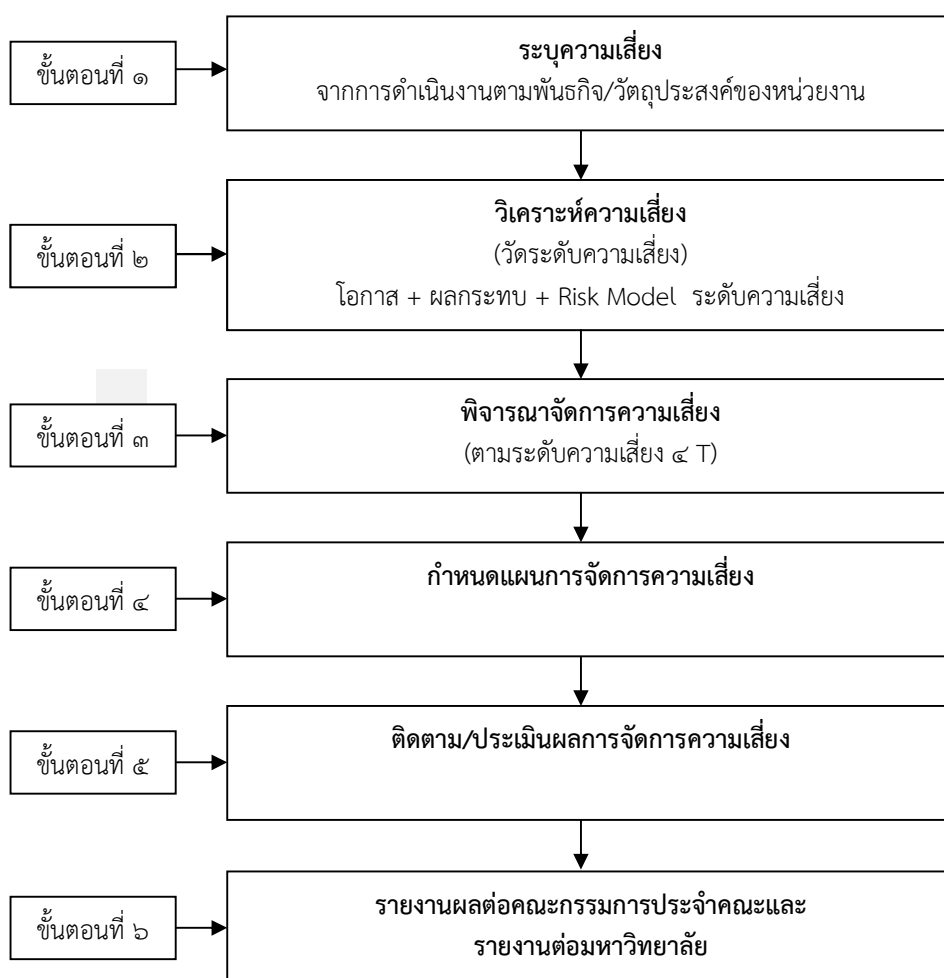 ขั้นตอนที่ ๑
ระบุความเสี่ยง
จากการดำเนินงานตามพันธกิจ/วัตถุประสงค์ของหน่วยงาน
ขั้นตอนที่ ๒
วิเคราะห์ความเสี่ยง
(วัดระดับความเสี่ยง)
โอกาส + ผลกระทบ + Risk Model ระดับความเสี่ยง
ขั้นตอนที่ ๓
พิจารณาจัดการความเสี่ยง
(ตามระดับความเสี่ยง ๔ T)
ขั้นตอนที่ ๔
กำหนดแผนการจัดการความเสี่ยง
ขั้นตอนที่ ๕
ติดตาม/ประเมินผลการจัดการความเสี่ยง
ขั้นตอนที่ ๖
รายงานผลต่อคณะกรรมการประจำคณะและ
รายงานต่อมหาวิทยาลัย